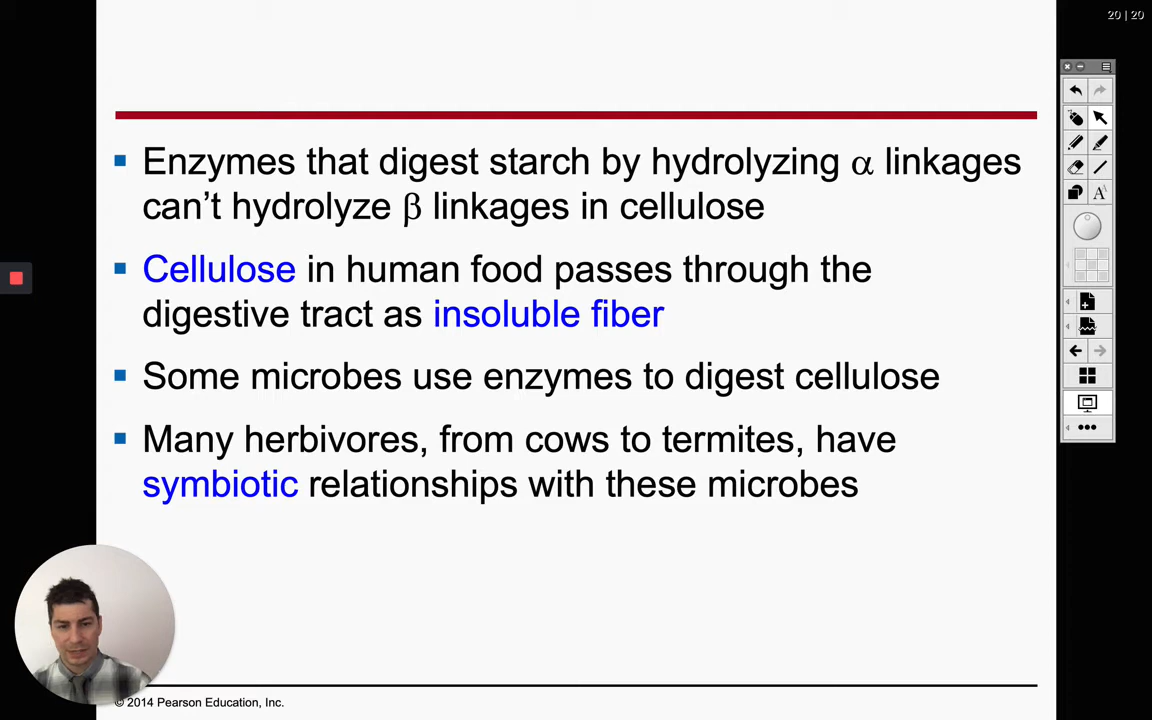 20 | 20
Enzymes that digest starch by hydrolyzing α linkages
can’t hydrolyze β linkages in cellulose
Cellulose in human food passes through the
digestive tract as insoluble fiber
Some microbes use enzymes to digest cellulose
Many herbivores, from cows to termites, have
symbiotic relationships with these microbes
© 2014 Pearson Education, Inc.